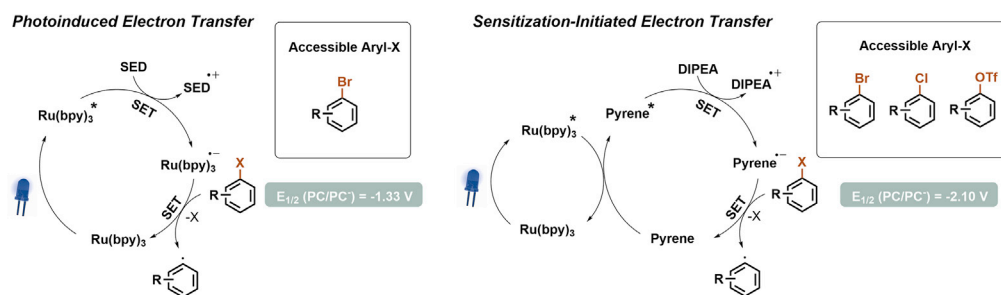 Photoinduced Electron Transfer
SED
SED•+
SET
Ru(bpy)3*
Ru(bpy)3•−
X
R
SET
-X
Ru(bpy)3
R
Accessible Aryl-X
Br
R
E1/2 (PC/PC-) = -1.33 V
Sensitization-Initiated Electron Transfer
DIPEA
DIPEA•+
SET
Ru(bpy)3*
Pyrene*
Pyrene•−
X
R
SET
-X
Ru(bpy)3
Pyrene
R
Accessible Aryl-X
Br
Cl
OTf
R
R
R
E1/2 (PC/PC-) = -2.10 V